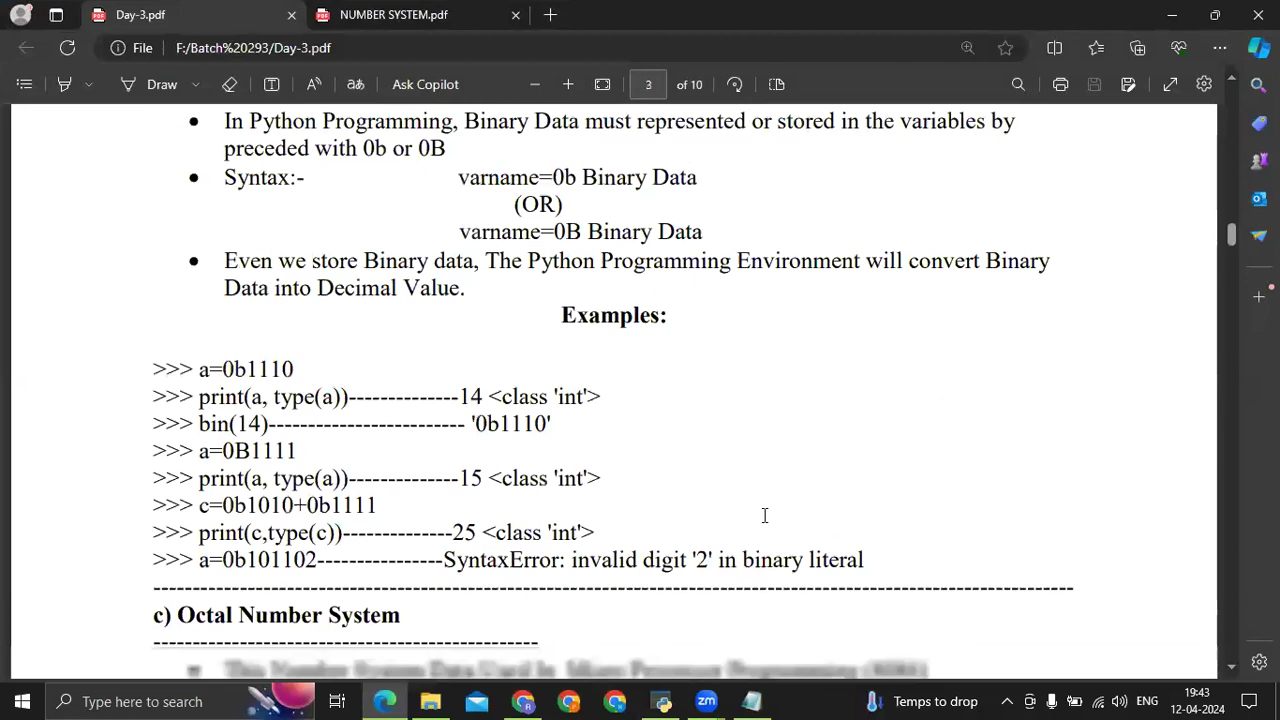 Day-3.pdf
NUMBER SYSTEM.pdf
File
F:/Batch%20293/Day-3.pdf
Draw
aあ
Ask Copilot
3 of 10
• In Python Programming, Binary Data must represented or stored in the variables by
preceded with 0b or 0B
• Syntax:- varname=0b Binary Data
(OR)
varname=0B Binary Data
• Even we store Binary data, The Python Programming Environment will convert Binary
Data into Decimal Value.
Examples:
>>> a=0b1110
>>> print(a, type(a))--------------14 <class 'int'>
>>> bin(14)------------------------- '0b1110'
>>> a=0B1111
>>> print(a, type(a))--------------15 <class 'int'>
>>> c=0b1010+0b1111
>>> print(c,type(c))--------------25 <class 'int'>
>>> a=0b101102----------------SyntaxError: invalid digit '2' in binary literal
---------------------------------------------------------------------------------------------------------------------
c) Octal Number System
-------------------------------------------------
Type here to search
Temps to drop
ENG
19:43
12-04-2024